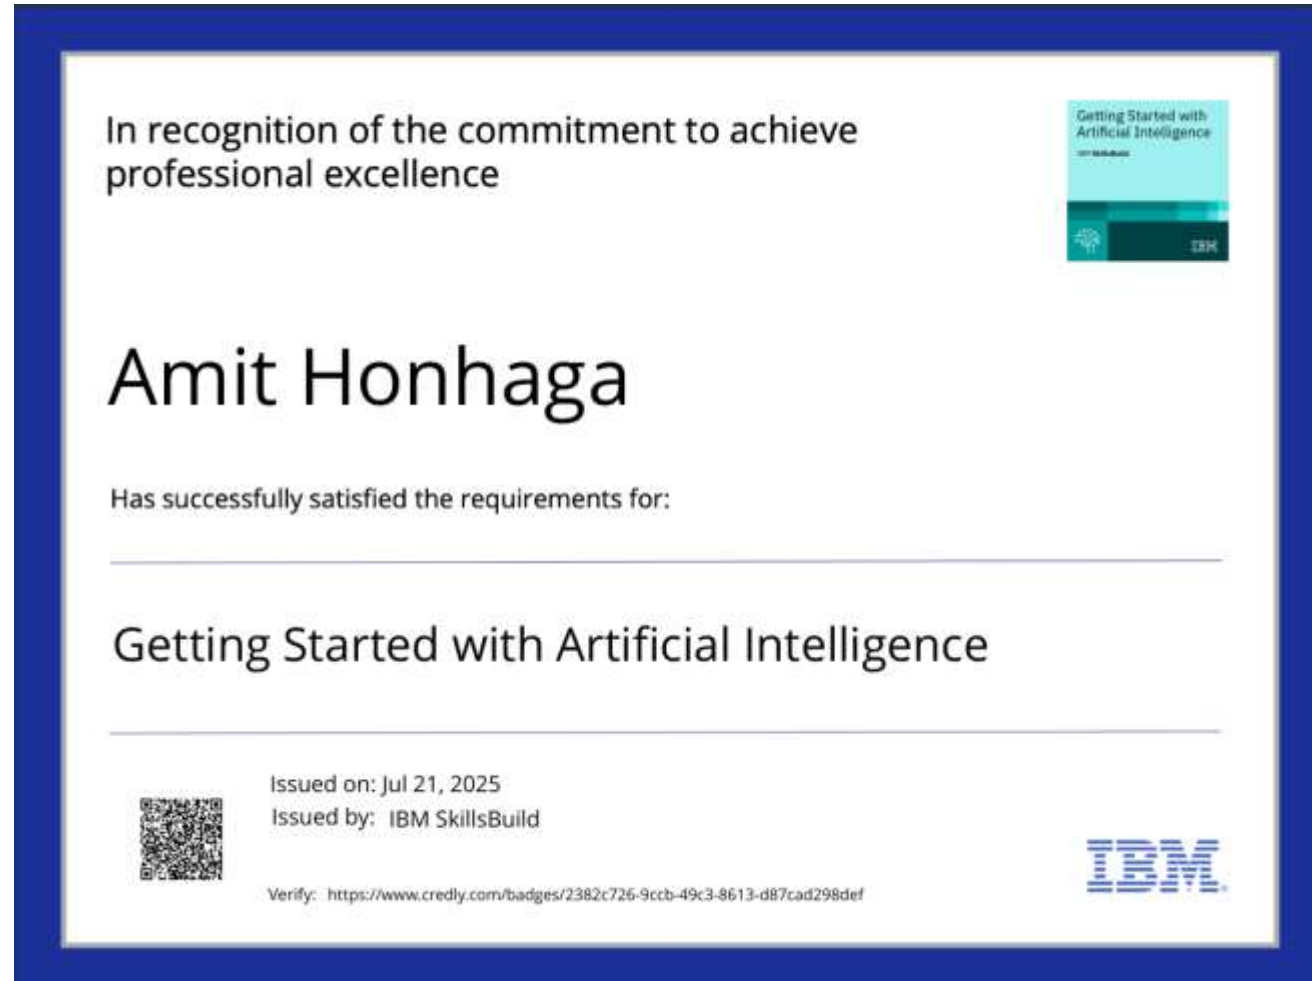 In recognition of the commitment to achieve
professional excellence
Getting Started with
Artificial Intelligence
IBM SkillsBuild
IBM
Amit Honhaga
Has successfully satisfied the requirements for:
Getting Started with Artificial Intelligence
Issued on: Jul 21, 2025
Issued by: IBM SkillsBuild
Verify: https://www.credly.com/badges/2382c726-9ccb-49c3-8613-d87cad298def
IBM.